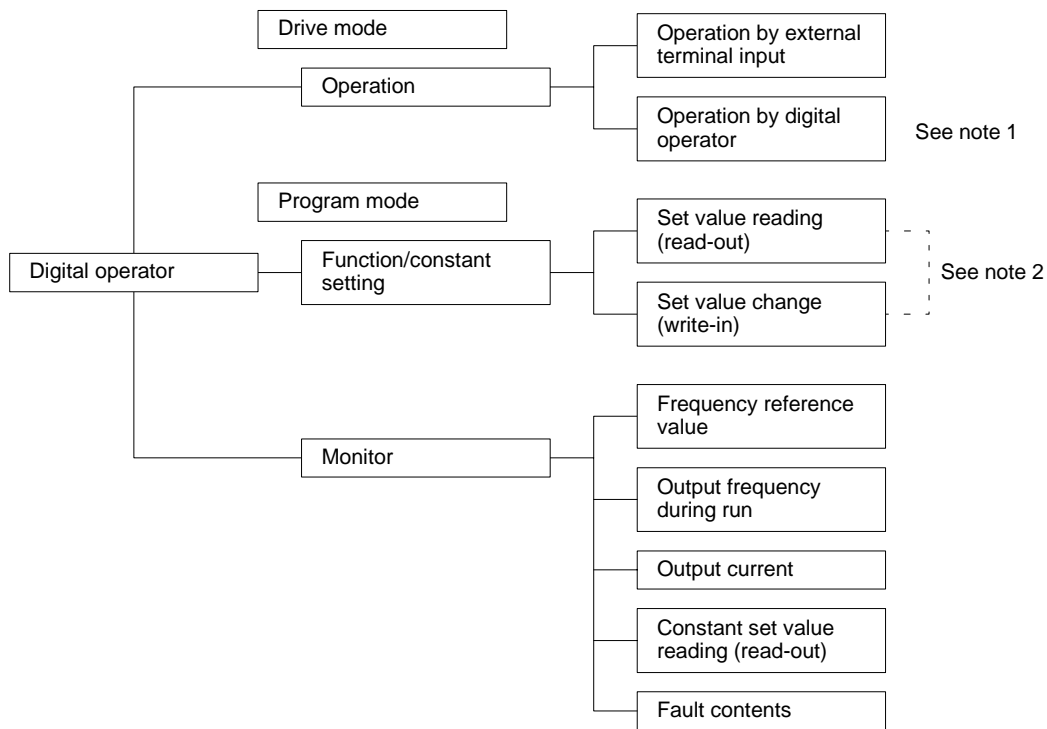 Drive mode
Operation
Operation by external
terminal input
Operation by digital
operator
See note 1
Program mode
Digital operator
Function/constant
setting
Set value reading
(read-out)
Set value change
(write-in)
See note 2
Monitor
Frequency reference
value
Output frequency
during run
Output current
Constant set value
reading (read-out)
Fault contents